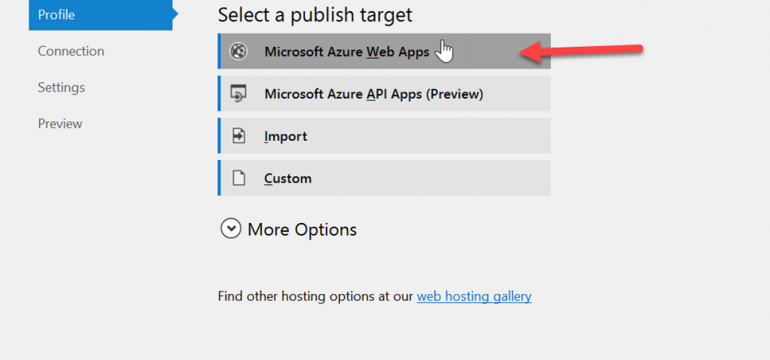 Profile
Connection
Settings
Preview
Select a publish target
Microsoft Azure Web Apps
Microsoft Azure API Apps (Preview)
Import
Custom
More Options
Find other hosting options at our web hosting gallery